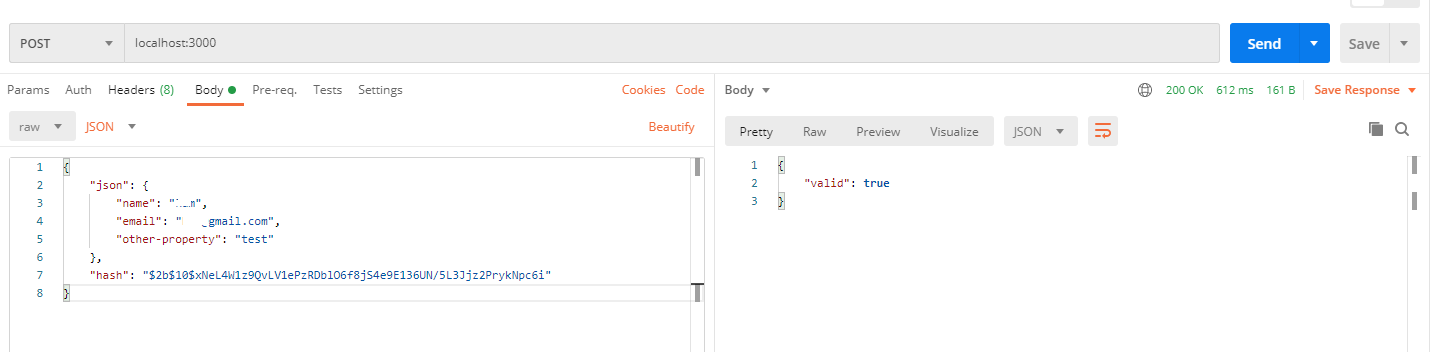 POST
localhost:3000
Send
Save
Params Auth Headers (8) Body Pre-req. Tests Settings
Cookies Code
Body
200 OK 612 ms 161 B Save Response
raw JSON
Beautify
Pretty Raw Preview Visualize JSON
1 {
2 "json": {
3 "name": " ",
4 "email": " gmail.com",
5 "other-property": "test"
6 },
7 "hash": "$2b$10$xNeL4W1z9QvLV1ePzRDblO6f8jS4e9E136UN/5L3Jjz2PrykNpc6i"
8 }
1 {
2 "valid": true
3 }